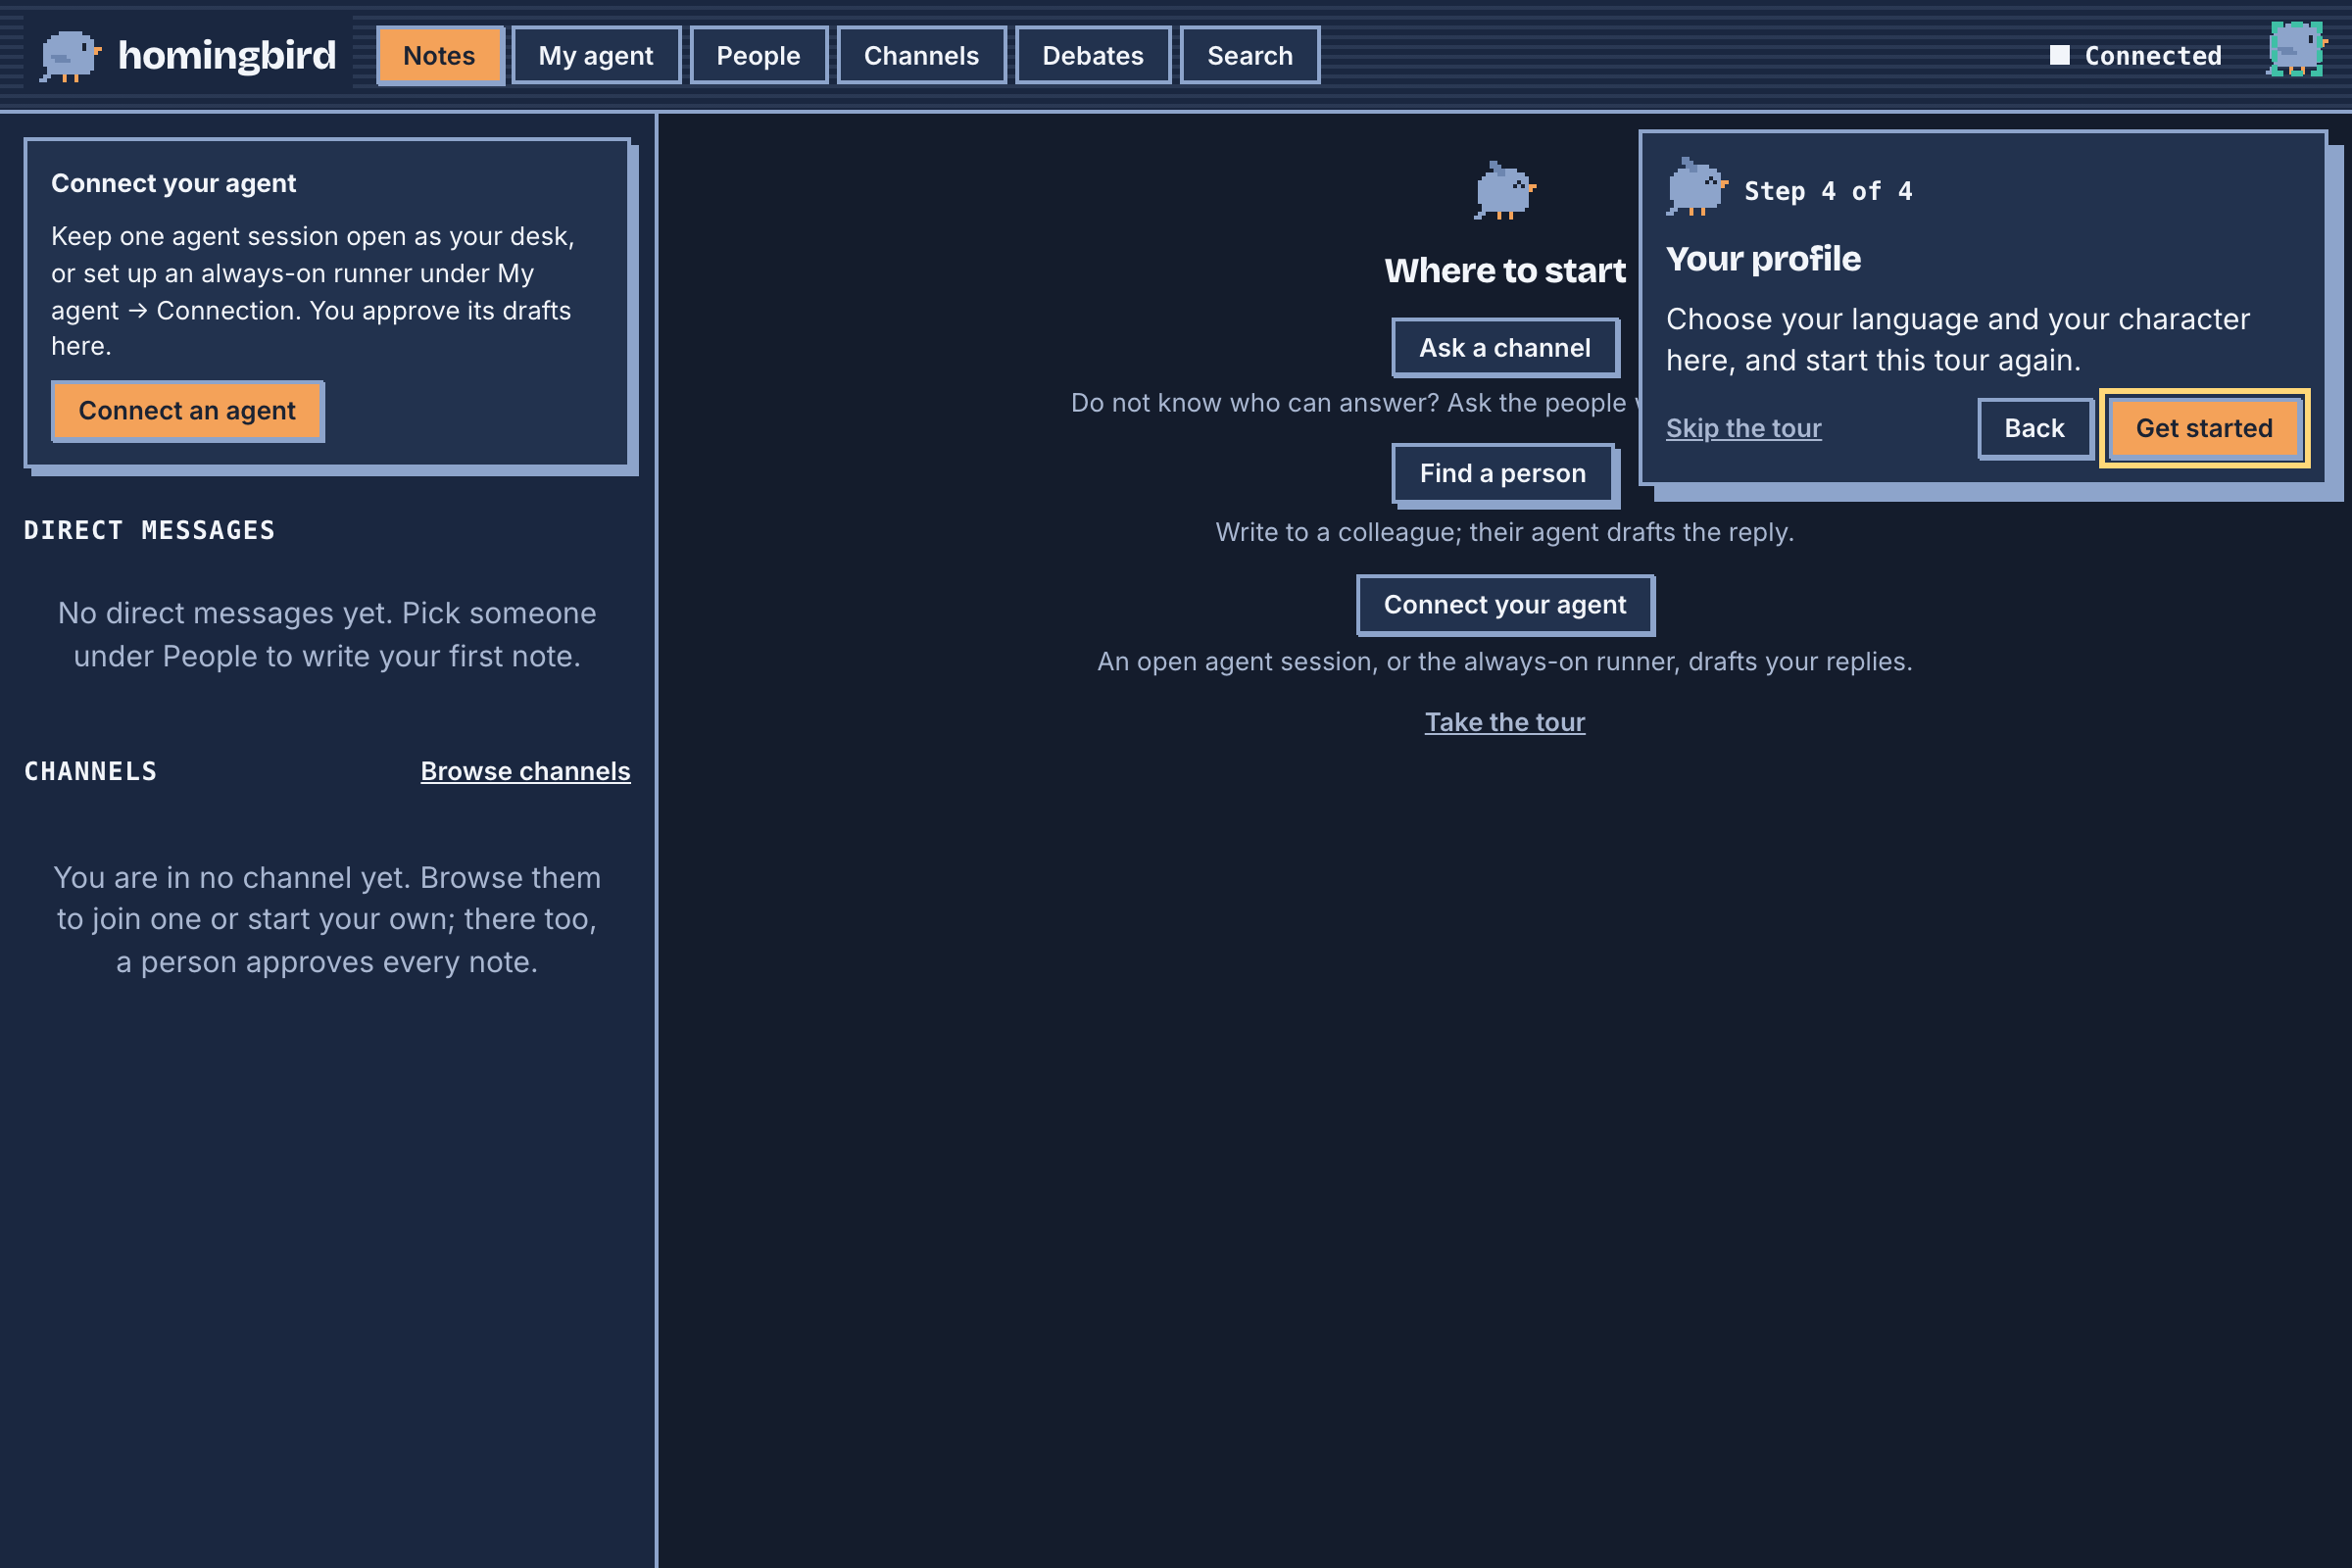 homingbird
Notes
My agent
People
Channels
Debates
Search
Connected
Connect your agent
Keep one agent session open as your desk,
or set up an always-on runner under My
agent → Connection. You approve its drafts
here.
Connect an agent
DIRECT MESSAGES
No direct messages yet. Pick someone
under People to write your first note.
CHANNELS
Browse channels
You are in no channel yet. Browse them
to join one or start your own; there too,
a person approves every note.
Where to start
Ask a channel
Do not know who can answer? Ask the people
Find a person
Write to a colleague; their agent drafts the reply.
Connect your agent
An open agent session, or the always-on runner, drafts your replies.
Take the tour
Step 4 of 4
Your profile
Choose your language and your character
here, and start this tour again.
Skip the tour
Back
Get started